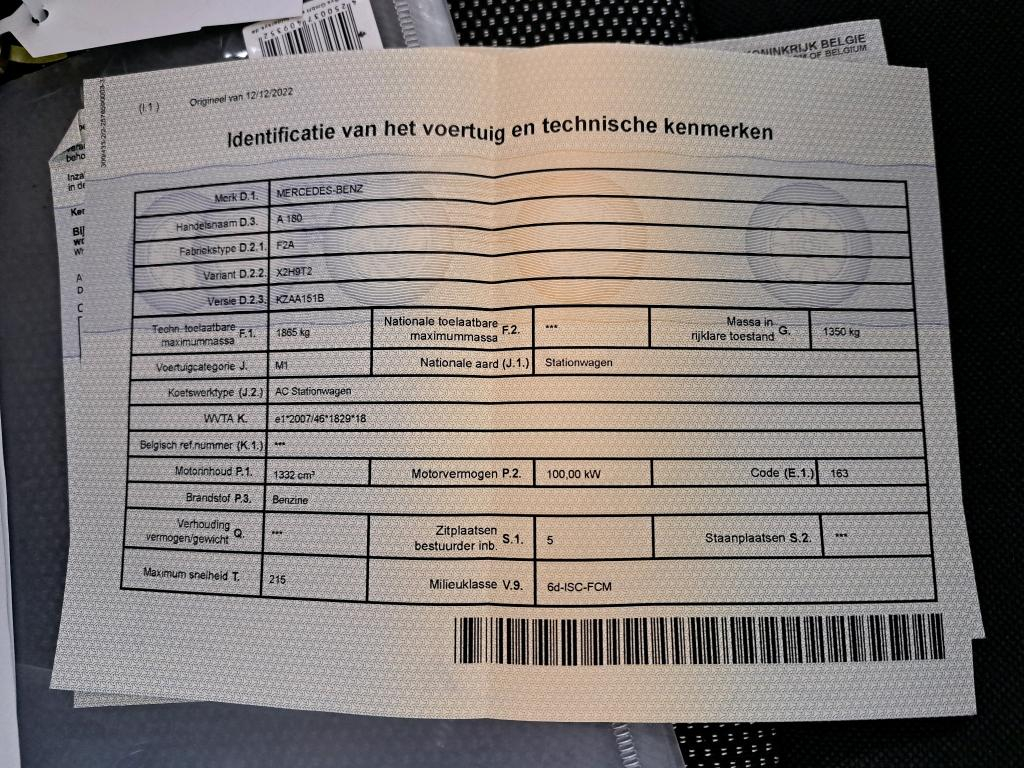 KONINKRIJK BELGIE
OF BELGIUM
(I.1) Origineel van 12/12/2022
Identificatie van het voertuig en technische kenmerken
Merk D.1. MERCEDES-BENZ
Handelsnaam D.3. A 180
Fabriekstype D.2.1. F2A
Variant D.2.2. X2H9T2
Versie D.2.3. KZAA151B
Techn. toelaatbare maximummassa F.1. 1865 kg Nationale toelaatbare maximummassa F.2. *** Massa in rijklare toestand G. 1350 kg
Voertuigcategorie J. M1 Nationale aard (J.1.) Stationwagen
Koetswerktype (J.2.) AC Stationwagen
WVTA K. e1*2007/46*1829*18
Belgisch ref.nummer (K.1.) ***
Motorinhoud P.1. 1332 cm³ Motorvermogen P.2. 100,00 kW Code (E.1.) 163
Brandstof P.3. Benzine
Verhouding vermogen/gewicht Q. *** Zitplaatsen bestuurder inb. S.1. 5 Staanplaatsen S.2. ***
Maximum snelheid T. 215 Milieuklasse V.9. 6d-ISC-FCM